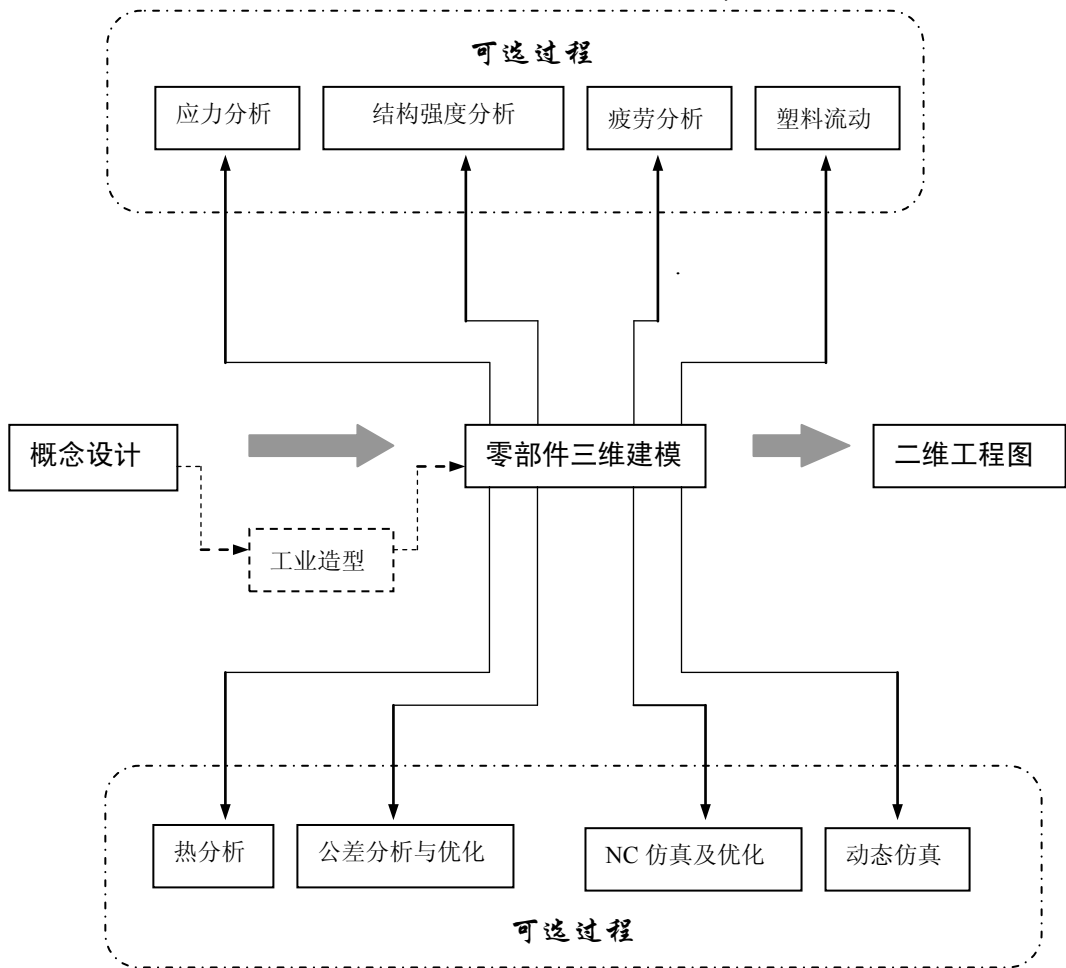 可选过程
应力分析
结构强度分析
疲劳分析
塑料流动
概念设计
零部件三维建模
二维工程图
工业造型
热分析
公差分析与优化
NC 仿真及优化
动态仿真
可选过程